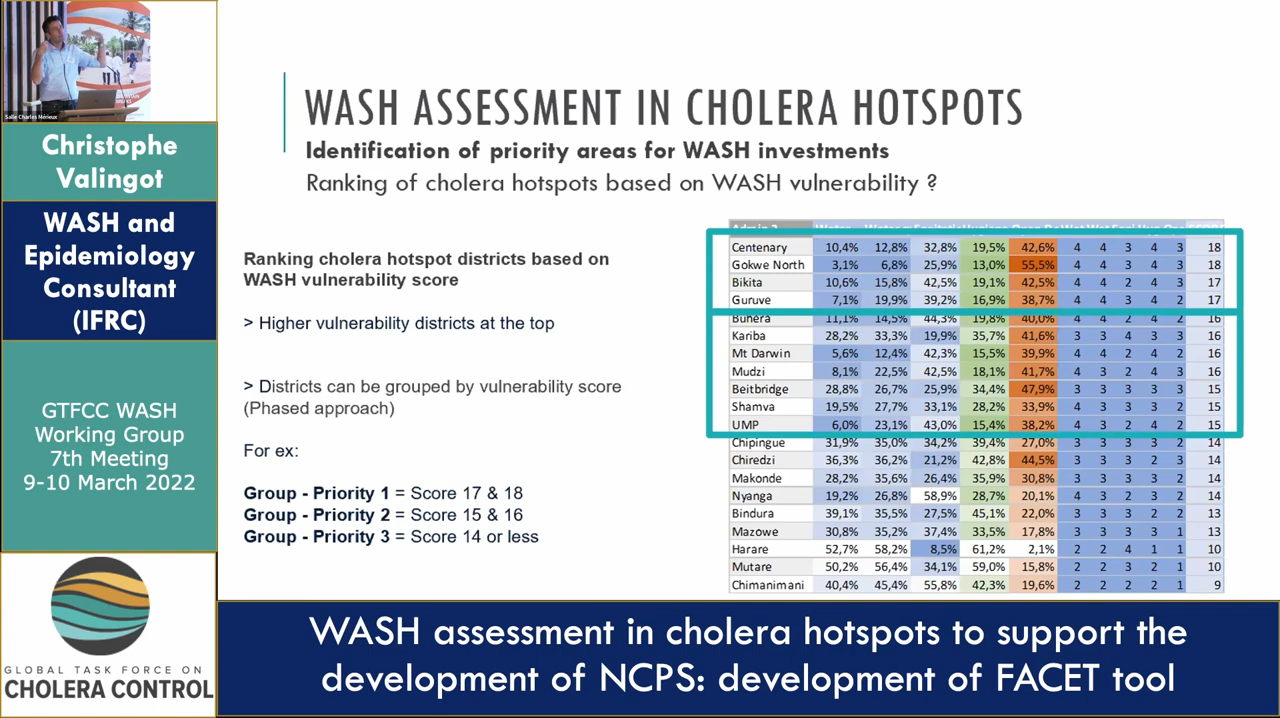 Salle Charles Mérieux
Christophe
Valingot
WASH and
Epidemiology
Consultant
(IFRC)
GTFCC WASH
Working Group
7th Meeting
9-10 March 2022
GLOBAL TASK FORCE ON
CHOLERA CONTROL
WASH ASSESSMENT IN CHOLERA HOTSPOTS
Identification of priority areas for WASH investments
Ranking of cholera hotspots based on WASH vulnerability ?
Ranking cholera hotspot districts based on
WASH vulnerability score
> Higher vulnerability districts at the top
> Districts can be grouped by vulnerability score
(Phased approach)
For ex:
Group - Priority 1 = Score 17 & 18
Group - Priority 2 = Score 15 & 16
Group - Priority 3 = Score 14 or less
Centenary 10,4% 12,8% 32,8% 19,5% 42,6% 4 4 3 4 3 18
Gokwe North 3,1% 6,8% 25,9% 13,0% 55,5% 4 4 3 4 3 18
Bikita 10,6% 15,8% 42,5% 19,1% 42,5% 4 4 2 4 3 17
Guruve 7,1% 19,9% 39,2% 16,9% 38,7% 4 4 3 4 2 17
Buhera 11,1% 14,5% 44,3% 19,8% 40,0% 4 4 2 4 2 16
Kariba 28,2% 33,3% 19,9% 35,7% 41,6% 3 3 4 3 3 16
Mt Darwin 5,6% 12,4% 42,3% 15,5% 39,9% 4 4 2 4 2 16
Mudzi 8,1% 22,5% 42,5% 18,1% 41,7% 4 3 2 4 3 16
Beitbridge 28,8% 26,7% 25,9% 34,4% 47,9% 3 3 3 3 3 15
Shamva 19,5% 27,7% 33,1% 28,2% 33,9% 4 3 3 3 2 15
UMP 6,0% 23,1% 43,0% 15,4% 38,2% 4 3 2 4 2 15
Chipingue 31,9% 35,0% 34,2% 39,4% 27,0% 3 3 3 3 2 14
Chiredzi 36,3% 36,2% 21,2% 42,8% 44,5% 3 3 3 2 3 14
Makonde 28,2% 35,6% 26,4% 35,9% 30,8% 3 3 3 3 2 14
Nyanga 19,2% 26,8% 58,9% 28,7% 20,1% 4 3 2 3 2 14
Bindura 39,1% 35,5% 27,5% 45,1% 22,0% 3 3 3 2 2 13
Mazowe 30,8% 35,2% 37,4% 33,5% 17,8% 3 3 2 3 2 13
Harare 52,7% 58,2% 8,5% 61,2% 2,1% 2 2 4 1 1 10
Mutare 50,2% 56,4% 34,1% 59,0% 15,8% 2 2 3 2 1 10
Chimanimani 40,4% 45,4% 55,8% 42,3% 19,6% 2 2 2 2 1 9
WASH assessment in cholera hotspots to support the
development of NCPS: development of FACET tool